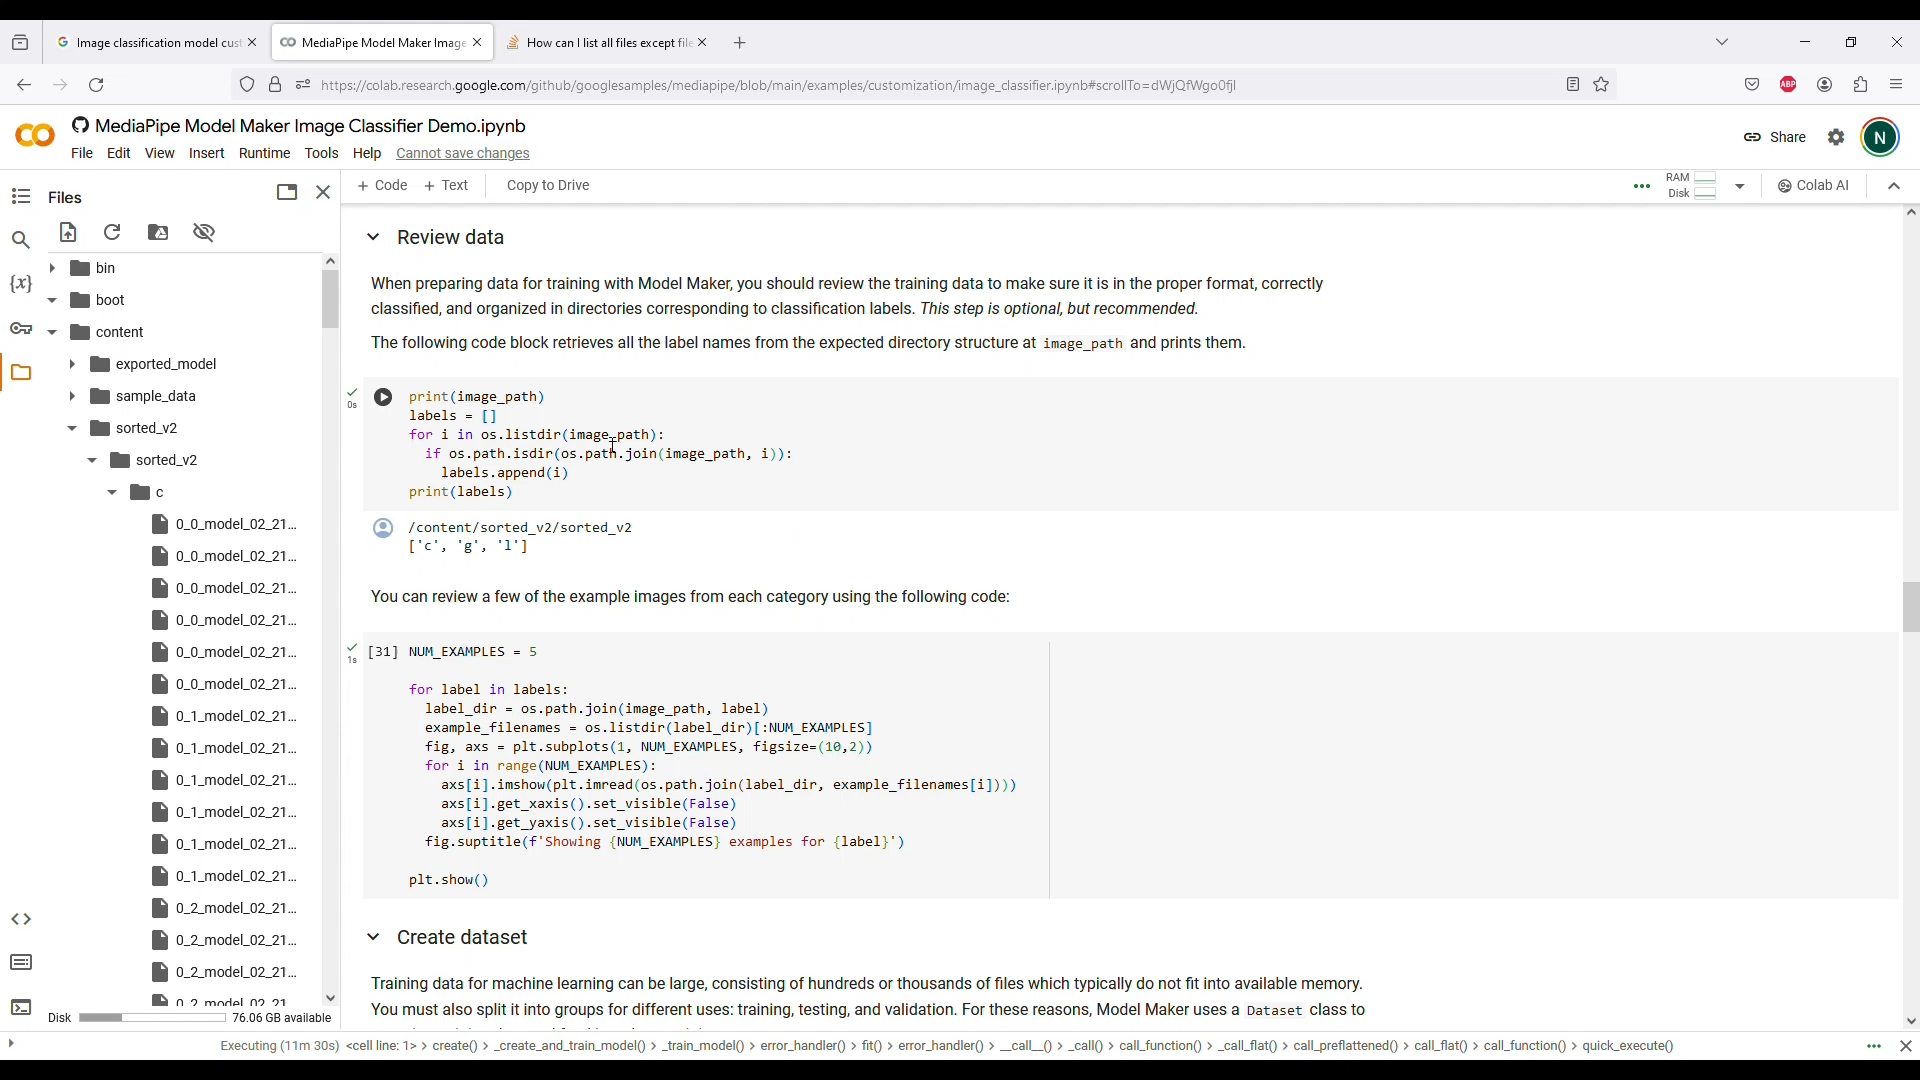 Image classification model cust
MediaPipe Model Maker Image
How can I list all files except file
https://colab.research.google.com/github/googlesamples/mediapipe/blob/main/examples/customization/image_classifier.ipynb#scrollTo=dWjQfWgo0fjl
ABP
CO
MediaPipe Model Maker Image Classifier Demo.ipynb
Share
N
File Edit View Insert Runtime Tools Help Cannot save changes
Files
+ Code + Text Copy to Drive
RAM
Disk
Colab AI
bin
boot
content
exported_model
sample_data
sorted_v2
sorted_v2
c
0_0_model_02_21...
0_0_model_02_21...
0_0_model_02_21...
0_0_model_02_21...
0_0_model_02_21...
0_0_model_02_21...
0_1_model_02_21...
0_1_model_02_21...
0_1_model_02_21...
0_1_model_02_21...
0_1_model_02_21...
0_1_model_02_21...
0_2_model_02_21...
0_2_model_02_21...
0_2_model_02_21...
0_2_model_02_21
Disk 76.06 GB available
Review data
When preparing data for training with Model Maker, you should review the training data to make sure it is in the proper format, correctly
classified, and organized in directories corresponding to classification labels. This step is optional, but recommended.
The following code block retrieves all the label names from the expected directory structure at image_path and prints them.
0s
print(image_path)
labels = []
for i in os.listdir(image_path):
if os.path.isdir(os.path.join(image_path, i)):
labels.append(i)
print(labels)
/content/sorted_v2/sorted_v2
['c', 'g', 'l']
You can review a few of the example images from each category using the following code:
1s
[31] NUM_EXAMPLES = 5
for label in labels:
label_dir = os.path.join(image_path, label)
example_filenames = os.listdir(label_dir)[:NUM_EXAMPLES]
fig, axs = plt.subplots(1, NUM_EXAMPLES, figsize=(10,2))
for i in range(NUM_EXAMPLES):
axs[i].imshow(plt.imread(os.path.join(label_dir, example_filenames[i])))
axs[i].get_xaxis().set_visible(False)
axs[i].get_yaxis().set_visible(False)
fig.suptitle(f'Showing {NUM_EXAMPLES} examples for {label}')
plt.show()
Create dataset
Training data for machine learning can be large, consisting of hundreds or thousands of files which typically do not fit into available memory.
You must also split it into groups for different uses: training, testing, and validation. For these reasons, Model Maker uses a Dataset class to
Executing (11m 30s) <cell line: 1> > create() > _create_and_train_model() > _train_model() > error_handler() > fit() > error_handler() > __call__() > _call() > call_function() > _call_flat() > call_preflattened() > call_flat() > call_function() > quick_execute()